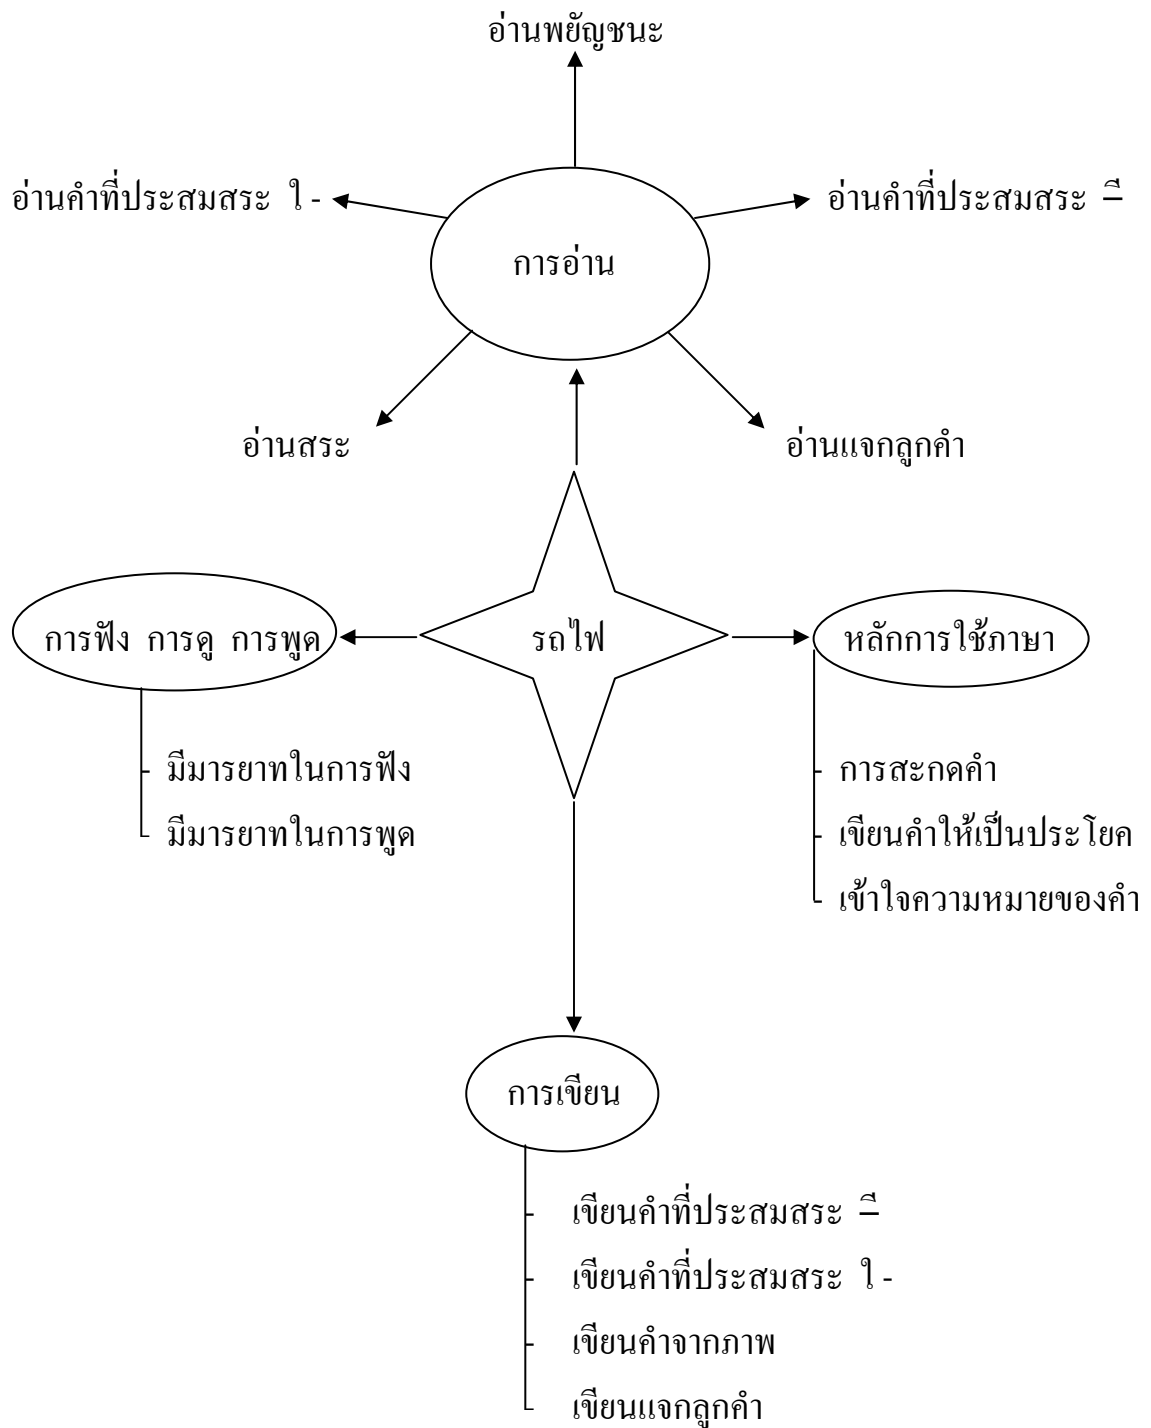 อ่านพยัญชนะ
อ่านคำที่ประสมสระ ใ -
อ่านคำที่ประสมสระ -ี
การอ่าน
อ่านสระ
อ่านแจกลูกคำ
การฟัง การดู การพูด
รถไฟ
หลักการใช้ภาษา
- มีมารยาทในการฟัง
- มีมารยาทในการพูด
- การสะกดคำ
- เขียนคำให้เป็นประโยค
- เข้าใจความหมายของคำ
การเขียน
- เขียนคำที่ประสมสระ -ี
- เขียนคำที่ประสมสระ ใ -
- เขียนคำจากภาพ
- เขียนแจกลูกคำ